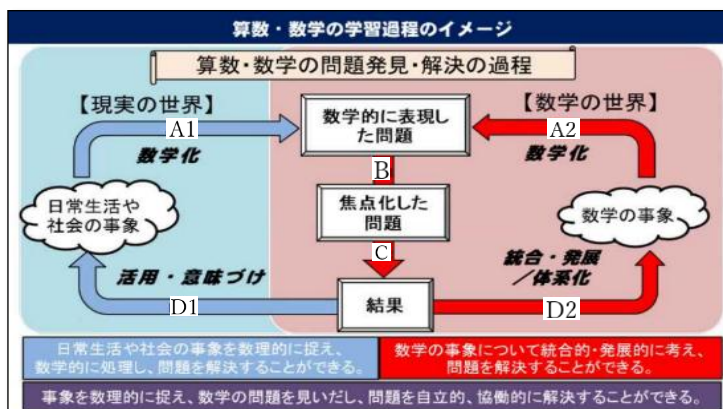 算数・数学の学習過程のイメージ
算数・数学の問題発見・解決の過程
【現実の世界】
【数学の世界】
A1
数学的に表現し
た問題
A2
数学化
数学化
B
日常生活や
社会の事象
焦点化した
問題
数学の事象
C
活用・意味づけ
統合・発展
/体系化
D1
結果
D2
日常生活や社会の事象を数理的に捉え、
数学的に処理し、問題を解決することができる。
数学の事象について統合的・発展的に考え、
問題を解決することができる。
事象を数理的に捉え、数学の問題を見いだし、問題を自立的、協働的に解決することができる。